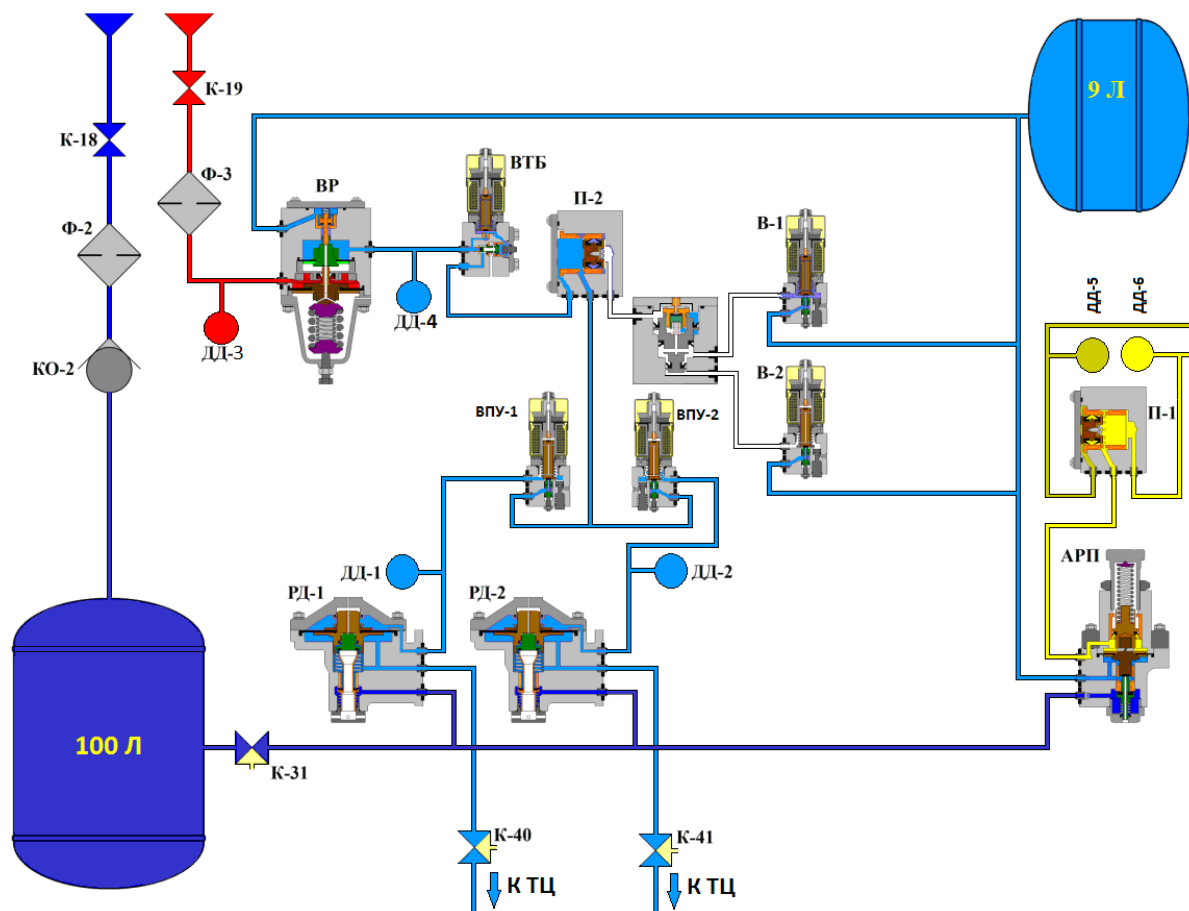 К-19
9 Л
К-18
Ф-3
ВТБ
ВР
П-2
В-1
Ф-2
ДД-5
ДД-6
ДД-4
ДД-3
КО-2
В-2
П-1
ВПУ-1
ВПУ-2
АРП
ДД-1
ДД-2
РД-1
РД-2
100 Л
К-31
К-40
К-41
К ТЦ
К ТЦ